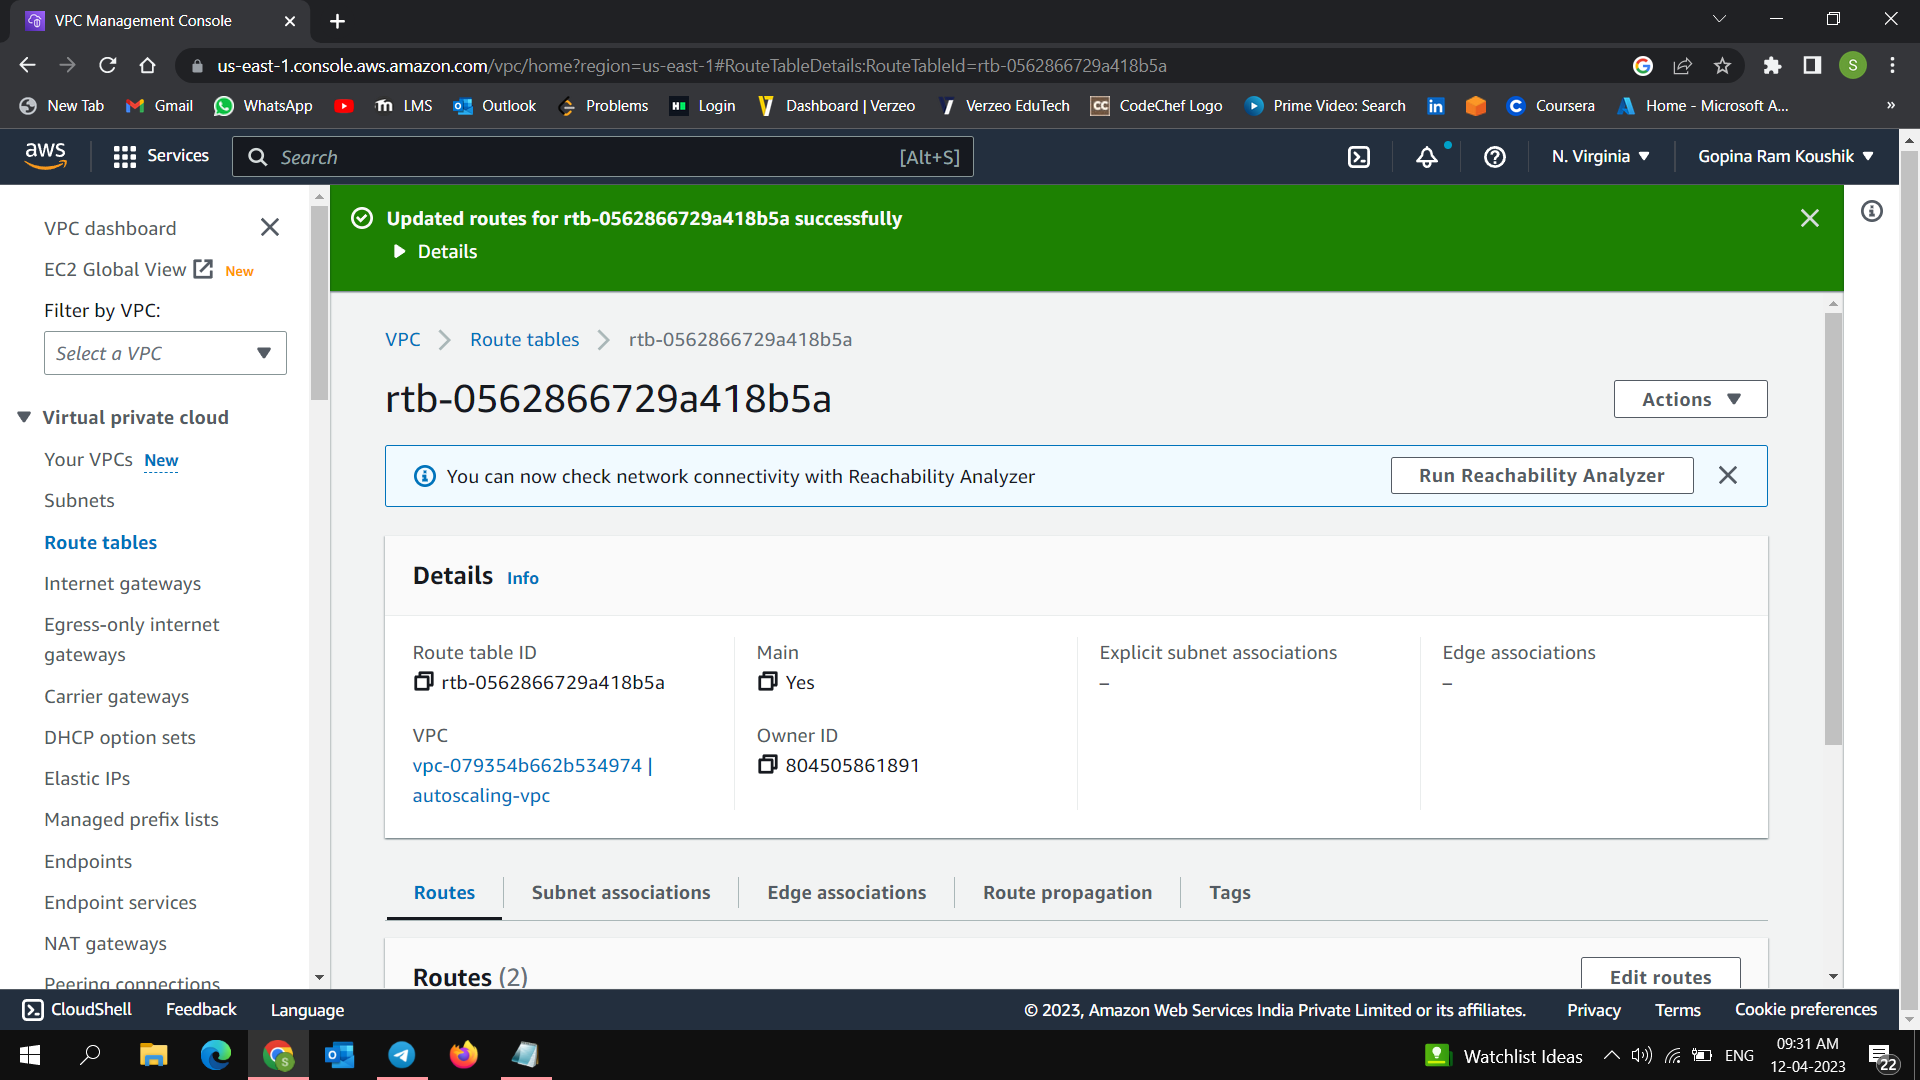 VPC Management Console
us-east-1.console.aws.amazon.com/vpc/home?region=us-east-1#RouteTableDetails:RouteTableId=rtb-0562866729a418b5a
S
New Tab Gmail WhatsApp LMS Outlook Problems Login Dashboard | Verzeo Verzeo EduTech CodeChef Logo Prime Video: Search Coursera Home - Microsoft A... »
aws Services Search [Alt+S] N. Virginia Gopina Ram Koushik
VPC dashboard
EC2 Global View New
Filter by VPC:
Select a VPC
Virtual private cloud
Your VPCs New
Subnets
Route tables
Internet gateways
Egress-only internet
gateways
Carrier gateways
DHCP option sets
Elastic IPs
Managed prefix lists
Endpoints
Endpoint services
NAT gateways
Peering connections
Updated routes for rtb-0562866729a418b5a successfully
Details
VPC Route tables rtb-0562866729a418b5a
rtb-0562866729a418b5a
Actions
You can now check network connectivity with Reachability Analyzer
Run Reachability Analyzer
Details Info
Route table ID
rtb-0562866729a418b5a
Main
Yes
Explicit subnet associations
–
Edge associations
–
VPC
vpc-079354b662b534974 |
autoscaling-vpc
Owner ID
804505861891
Routes Subnet associations Edge associations Route propagation Tags
Routes (2)
Edit routes
CloudShell Feedback Language © 2023, Amazon Web Services India Private Limited or its affiliates. Privacy Terms Cookie preferences
Watchlist Ideas ENG
09:31 AM
12-04-2023
22